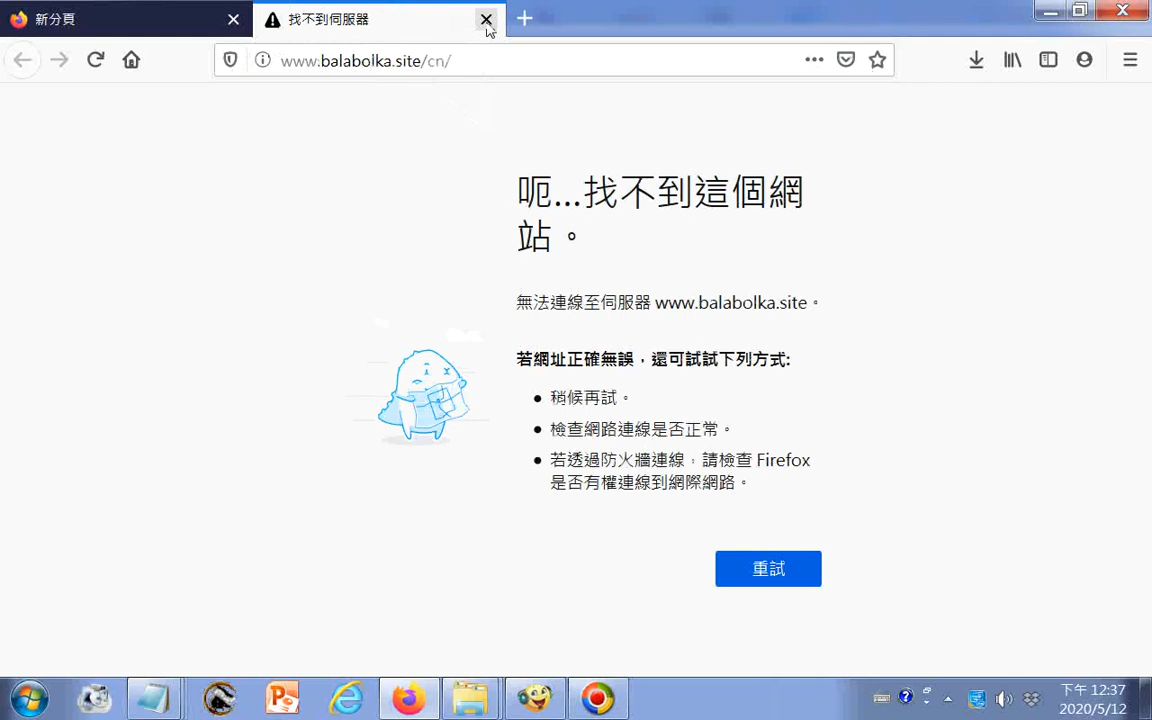 新分頁
找不到伺服器
www.balabolka.site/cn/
呃...找不到這個網
站。
無法連線至伺服器 www.balabolka.site。
若網址正確無誤，還可試試下列方式:
稍候再試。
檢查網路連線是否正常。
若透過防火牆連線，請檢查 Firefox
是否有權連線到網際網路。
重試
下午 12:37
2020/5/12